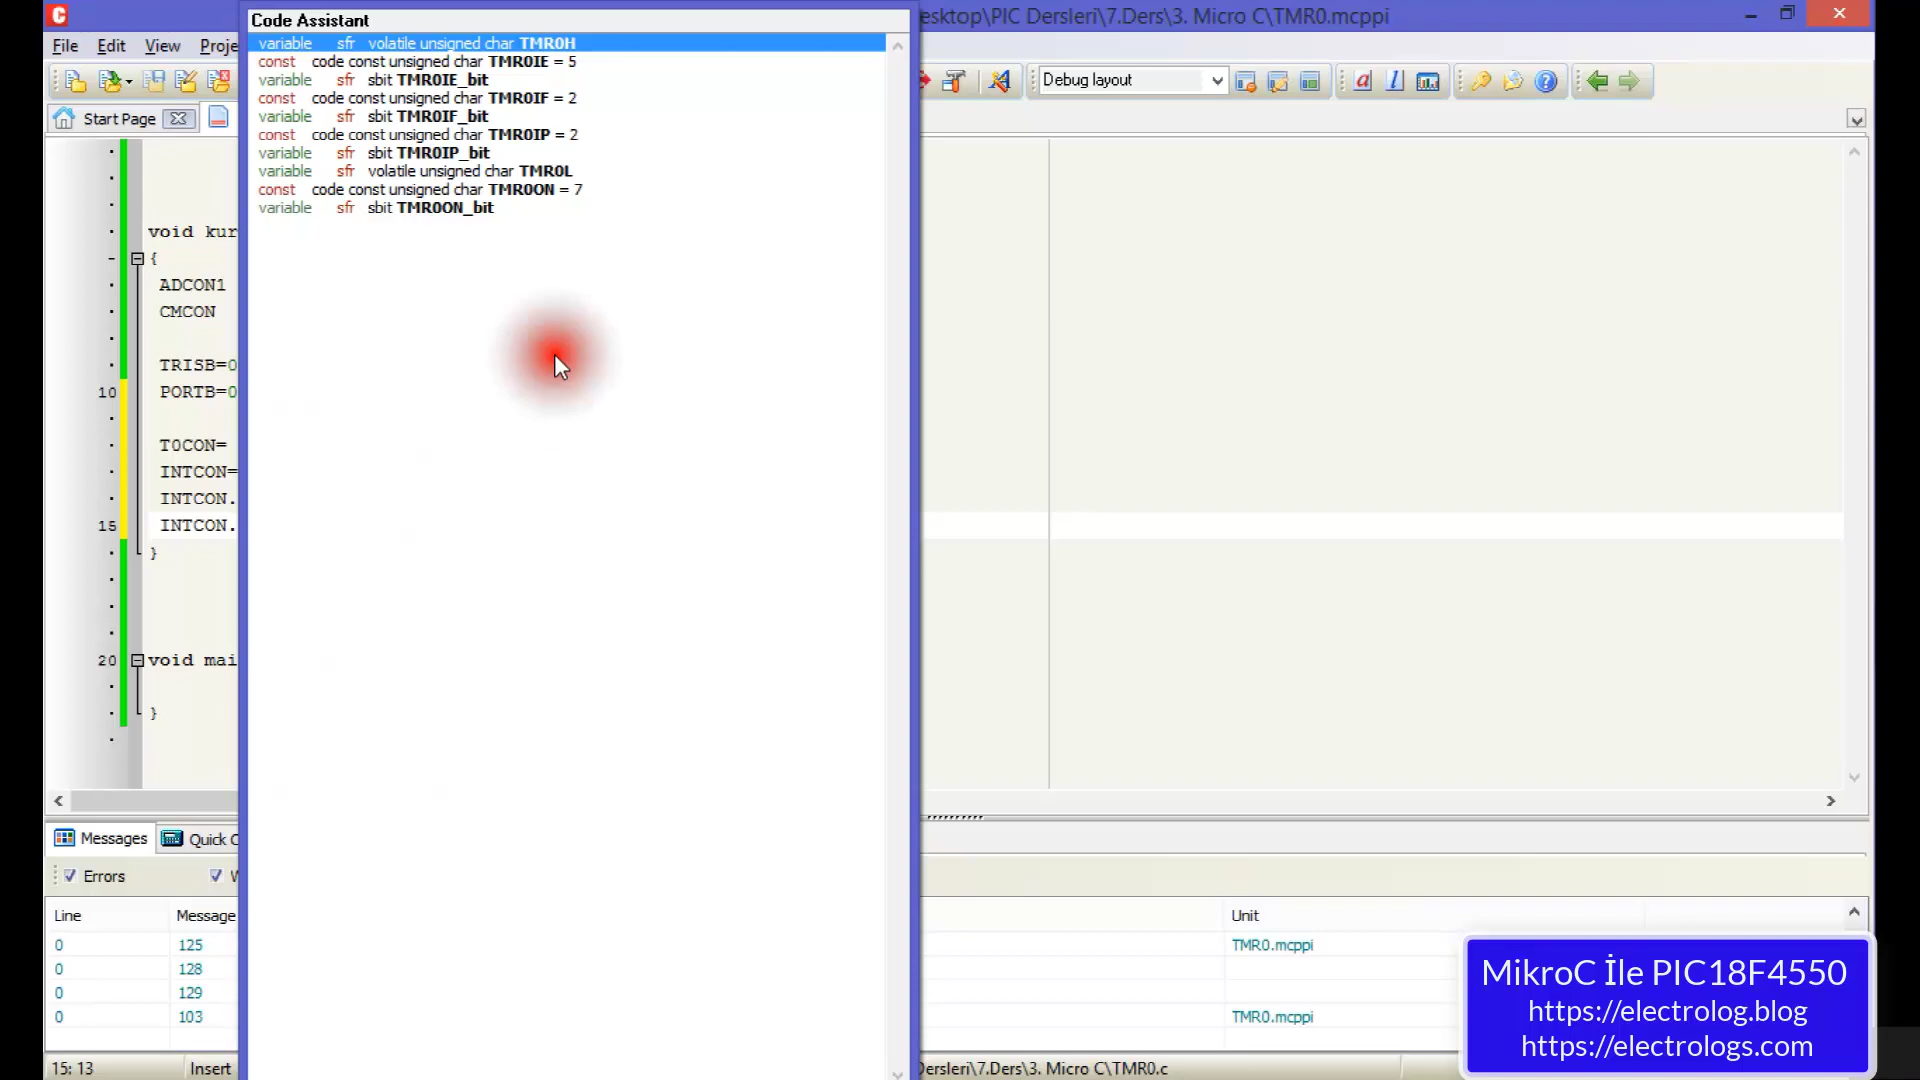 Code Assistant
esktop\PIC Dersleri\7.Ders\3. Micro C\TMR0.mcppi
File Edit View Proje
variable sfr volatile unsigned char TMR0H
const code const unsigned char TMR0IE = 5
variable sfr sbit TMR0IE_bit
const code const unsigned char TMR0IF = 2
variable sfr sbit TMR0IF_bit
const code const unsigned char TMR0IP = 2
variable sfr sbit TMR0IP_bit
variable sfr volatile unsigned char TMR0L
const code const unsigned char TMR0ON = 7
variable sfr sbit TMR0ON_bit
Debug layout
Start Page
void kur
{
ADCON1
CMCON
TRISB=0
10 PORTB=0
T0CON=
INTCON=
INTCON.
15 INTCON.
}
20 void mai
}
Messages Quick C
Errors W
Line Message Unit
0 125 TMR0.mcppi
0 128
0 129
0 103 TMR0.mcppi
15: 13 Insert Dersleri\7.Ders\3. Micro C\TMR0.c
MikroC İle PIC18F4550
https://electrolog.blog
https://electrologs.com